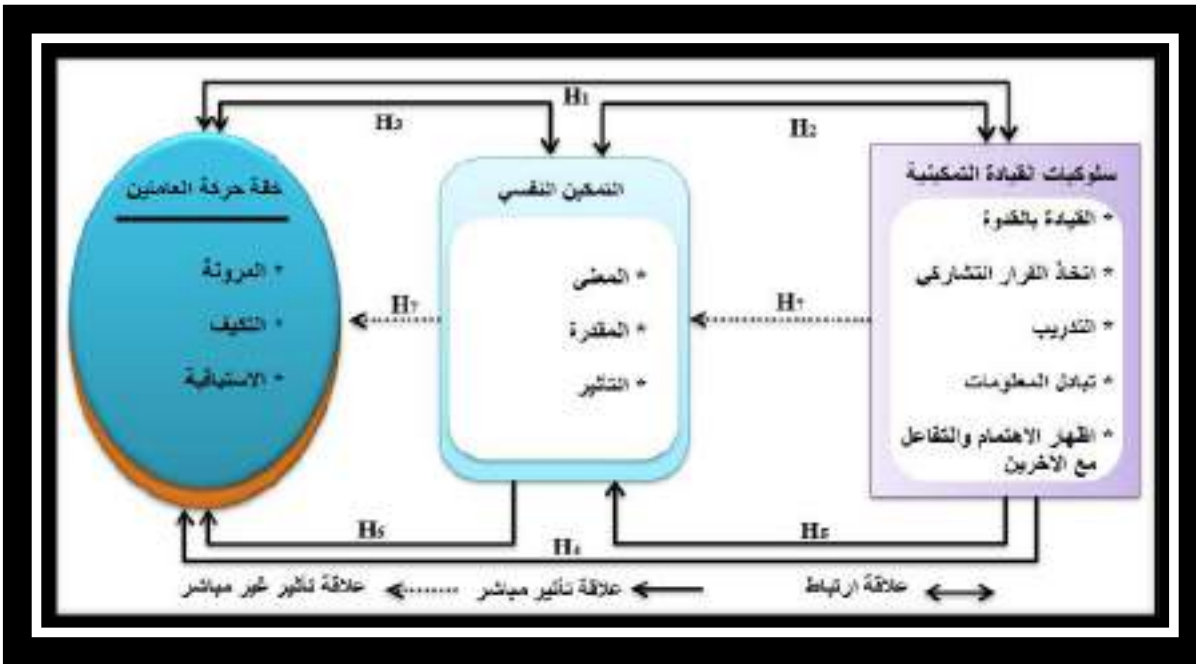 H1
H3
H2
سلوكيات القيادة التمكينية
* القيادة بالقدوة
* اتخاذ القرار التشاركي
* التدريب
* تبادل المعلومات
* اظهار الاهتمام والتفاعل
مع الاخرين
التمكين النفسي
* المعنى
* المقدرة
* التأثير
خفة حركة العاملين
* المرونة
* التكيف
* الاستباقية
H٧
H٧
H5
H6
H4
علاقة ارتباط
علاقة تأثير مباشر
علاقة تأثير غير مباشر